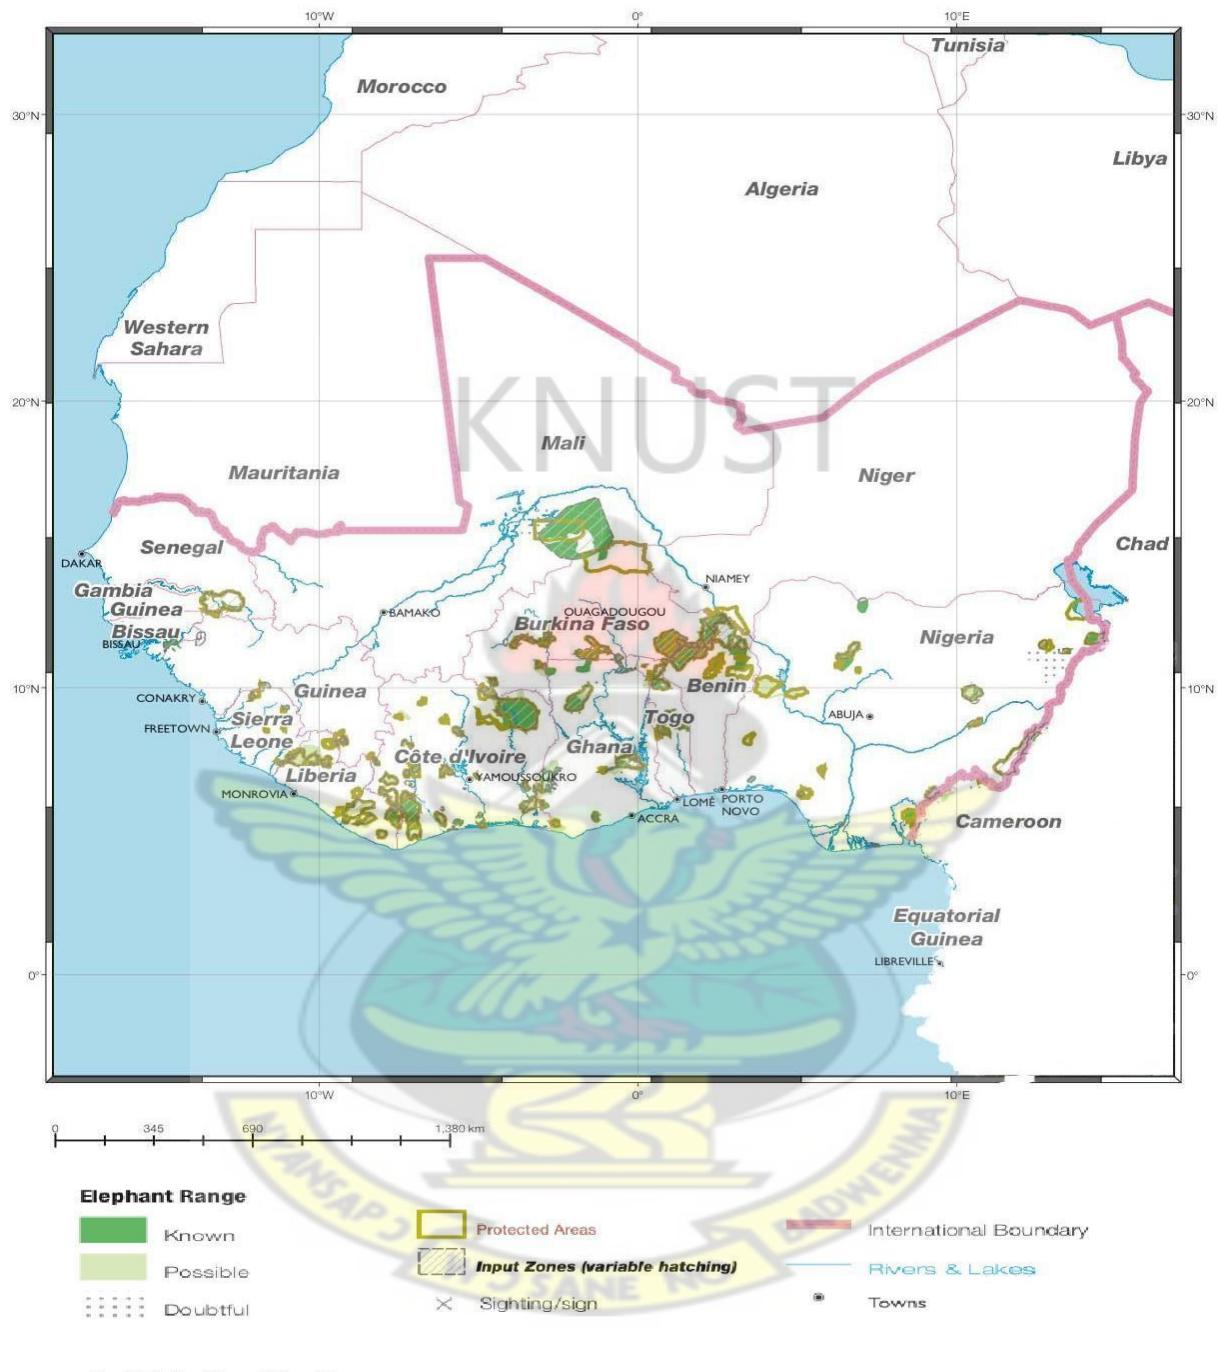 10°W
0°
10°E
Tunisia
Morocco
30°N
30°N
Libya
Algeria
Western
Sahara
20°N
20°N
KNUST
Mali
Mauritania
Niger
Senegal
Chad
DAKAR
Gambia
NIAMEY
Guinea
Bissau
BISSAU
BAMAKO
OUAGADOUGOU
Burkina Faso
Nigeria
10°N
10°N
Guinea
Benin
CONAKRY
FREETOWN
Sierra
Leone
Togo
ABUJA
Côte d'Ivoire
Ghana
Liberia
YAMOUSSOUKRO
MONROVIA
LOMÉ
PORTO
NOVO
ACCRA
Cameroon
Equatorial
Guinea
LIBREVILLE
0°
0°
10°W
0°
10°E
0
345
690
1,380 km
NYANSAPƆ
BADWENMA
Elephant Range
Known
Possible
Doubtful
Protected Areas
Input Zones (variable hatching)
Sighting/sign
International Boundary
Rivers & Lakes
Towns
SANE NO